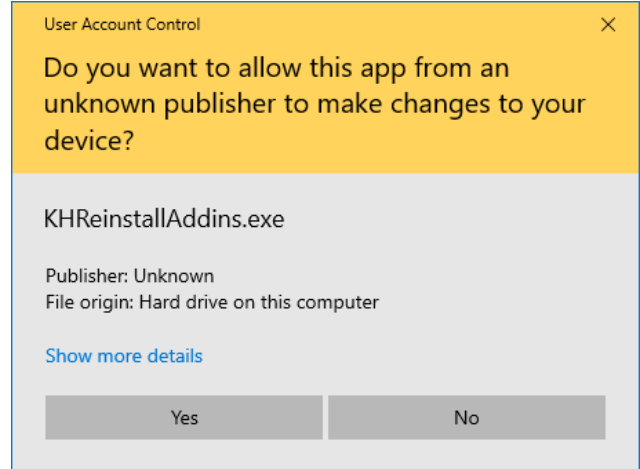 User Account Control
Do you want to allow this app from an
unknown publisher to make changes to your
device?
KHReinstallAddins.exe
Publisher: Unknown
File origin: Hard drive on this computer
Show more details
Yes
No